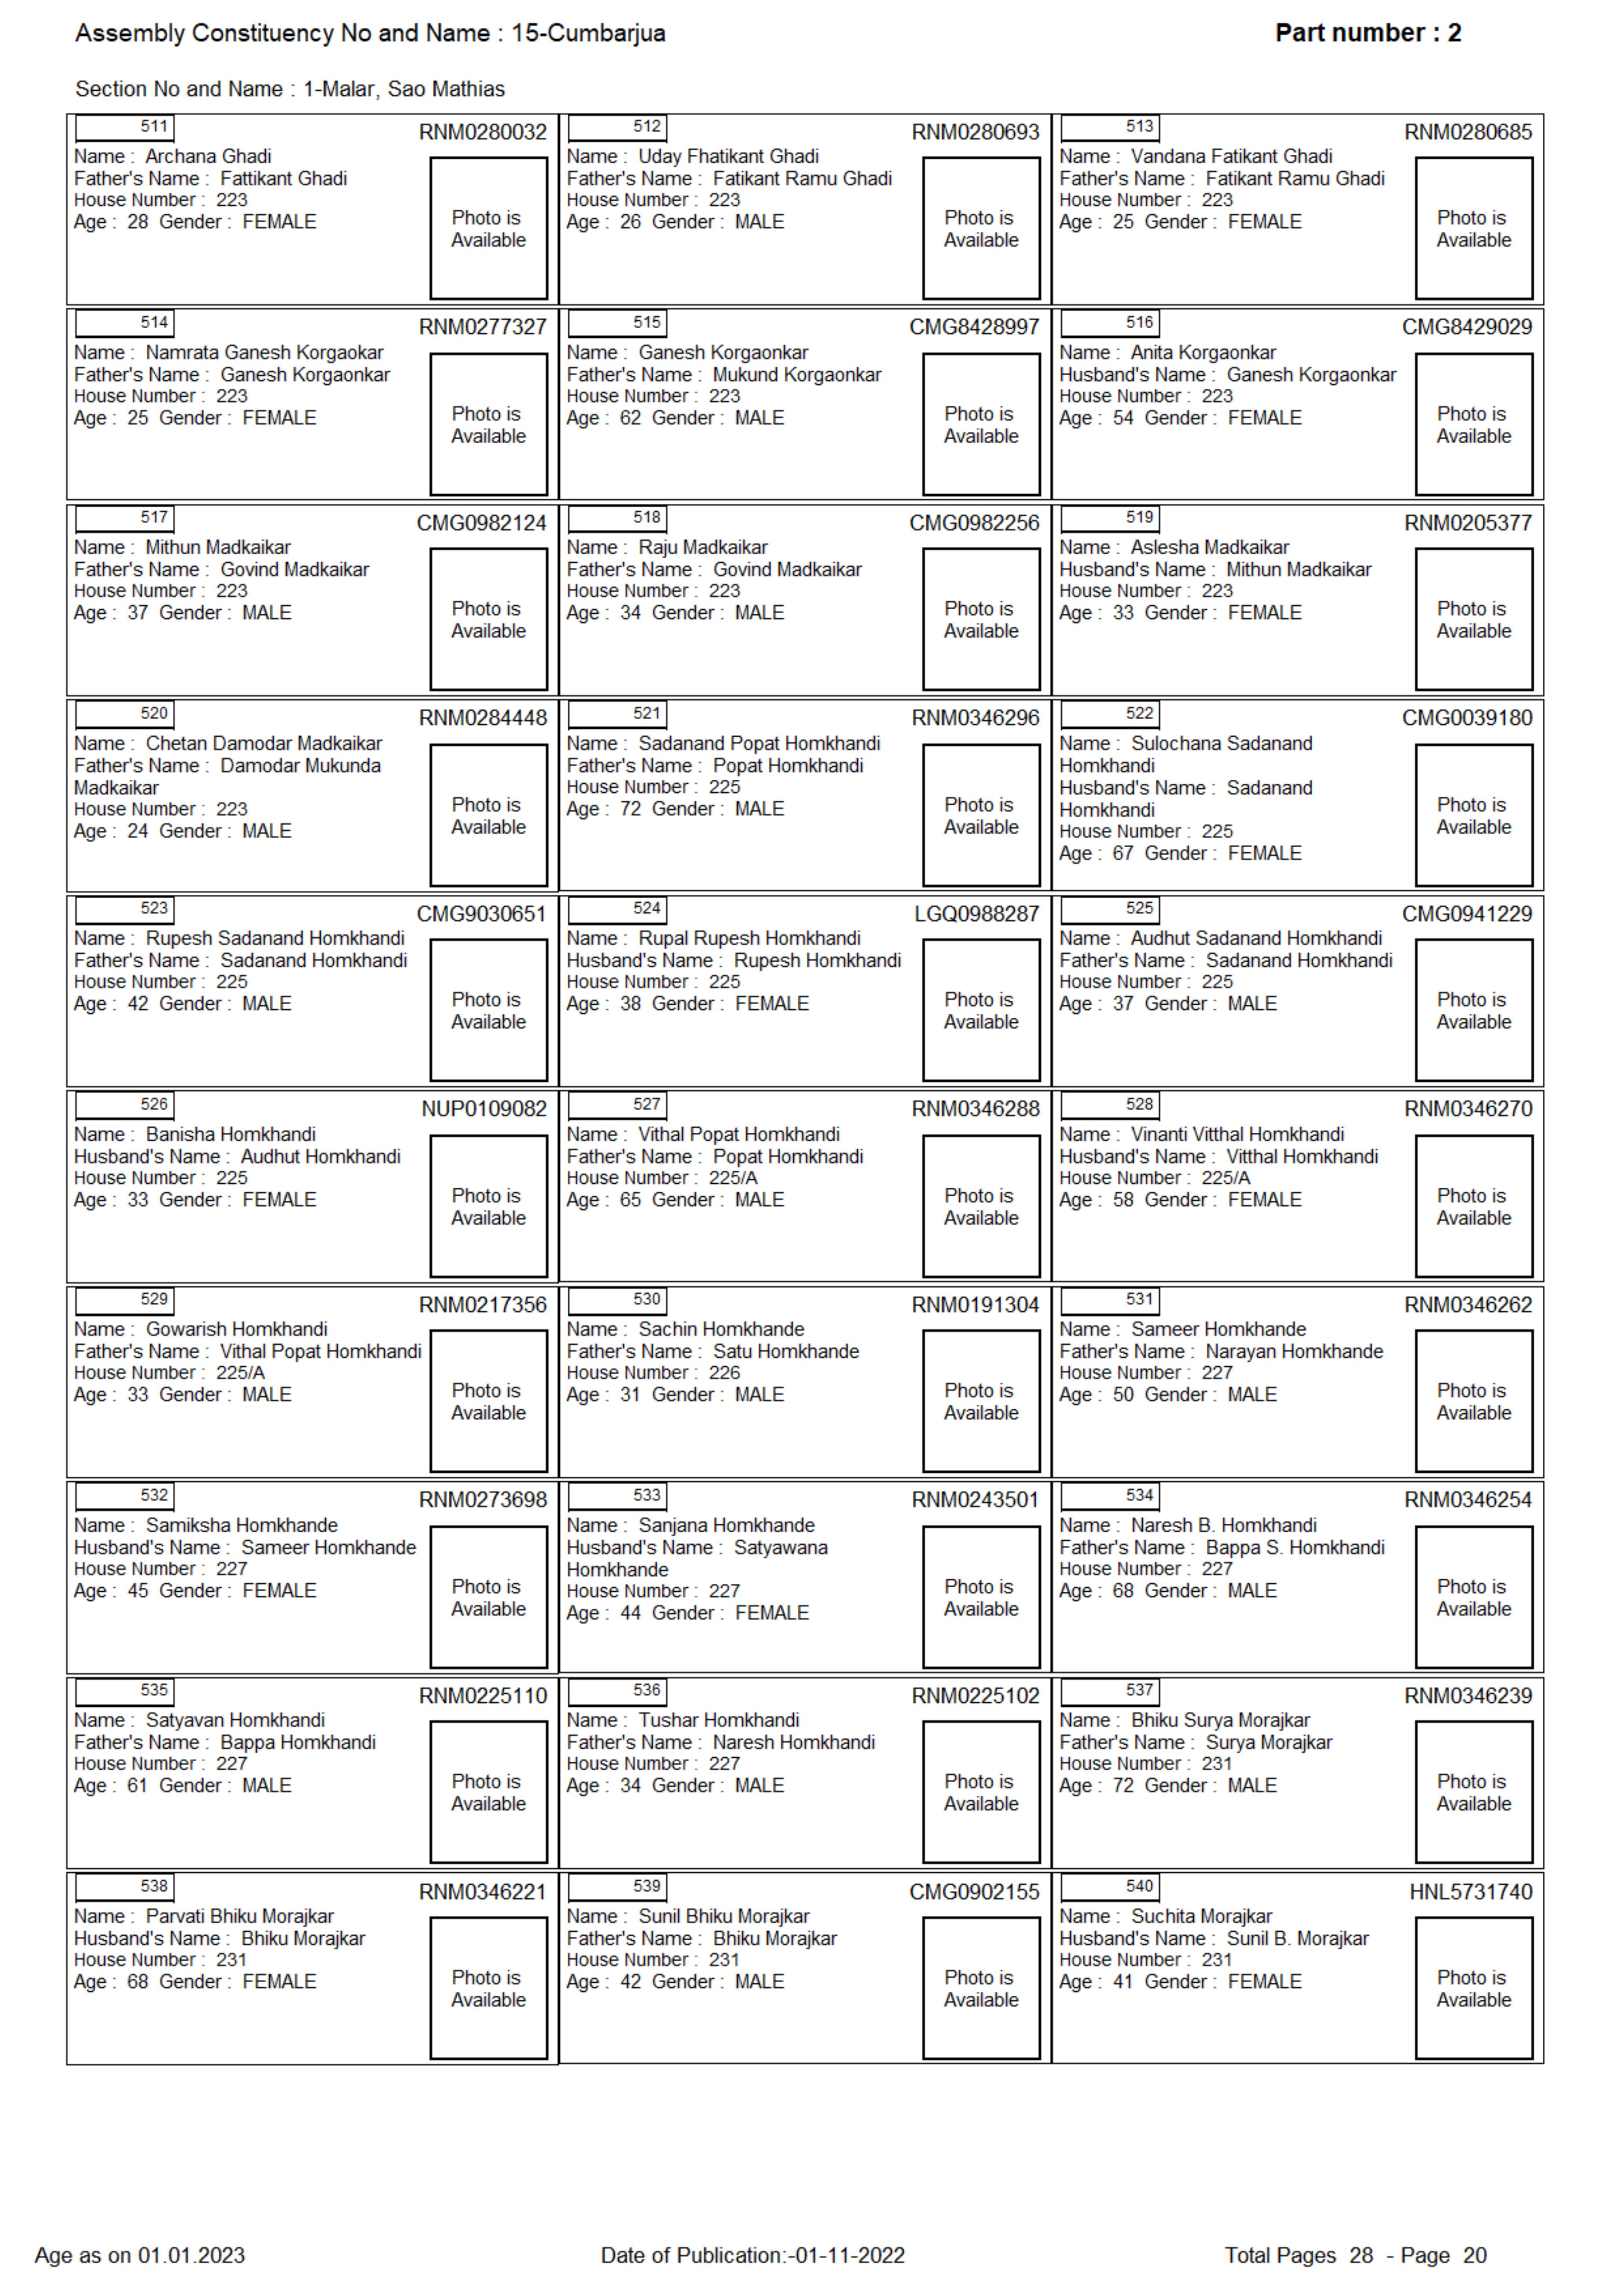 Assembly Constituency No and Name : 15-Cumbarjua
Part number : 2
Section No and Name : 1-Malar, Sao Mathias
511
RNM0280032
Name : Archana Ghadi
Father's Name : Fattikant Ghadi
House Number : 223
Age : 28 Gender : FEMALE
Photo is
Available
512
RNM0280693
Name : Uday Fhatikant Ghadi
Father's Name : Fatikant Ramu Ghadi
House Number : 223
Age : 26 Gender : MALE
Photo is
Available
513
RNM0280685
Name : Vandana Fatikant Ghadi
Father's Name : Fatikant Ramu Ghadi
House Number : 223
Age : 25 Gender : FEMALE
Photo is
Available
514
RNM0277327
Name : Namrata Ganesh Korgaokar
Father's Name : Ganesh Korgaonkar
House Number : 223
Age : 25 Gender : FEMALE
Photo is
Available
515
CMG8428997
Name : Ganesh Korgaonkar
Father's Name : Mukund Korgaonkar
House Number : 223
Age : 62 Gender : MALE
Photo is
Available
516
CMG8429029
Name : Anita Korgaonkar
Husband's Name : Ganesh Korgaonkar
House Number : 223
Age : 54 Gender : FEMALE
Photo is
Available
517
CMG0982124
Name : Mithun Madkaikar
Father's Name : Govind Madkaikar
House Number : 223
Age : 37 Gender : MALE
Photo is
Available
518
CMG0982256
Name : Raju Madkaikar
Father's Name : Govind Madkaikar
House Number : 223
Age : 34 Gender : MALE
Photo is
Available
519
RNM0205377
Name : Aslesha Madkaikar
Husband's Name : Mithun Madkaikar
House Number : 223
Age : 33 Gender : FEMALE
Photo is
Available
520
RNM0284448
Name : Chetan Damodar Madkaikar
Father's Name : Damodar Mukunda
Madkaikar
House Number : 223
Age : 24 Gender : MALE
Photo is
Available
521
RNM0346296
Name : Sadanand Popat Homkhandi
Father's Name : Popat Homkhandi
House Number : 225
Age : 72 Gender : MALE
Photo is
Available
522
CMG0039180
Name : Sulochana Sadanand
Homkhandi
Husband's Name : Sadanand
Homkhandi
House Number : 225
Age : 67 Gender : FEMALE
Photo is
Available
523
CMG9030651
Name : Rupesh Sadanand Homkhandi
Father's Name : Sadanand Homkhandi
House Number : 225
Age : 42 Gender : MALE
Photo is
Available
524
LGQ0988287
Name : Rupal Rupesh Homkhandi
Husband's Name : Rupesh Homkhandi
House Number : 225
Age : 38 Gender : FEMALE
Photo is
Available
525
CMG0941229
Name : Audhut Sadanand Homkhandi
Father's Name : Sadanand Homkhandi
House Number : 225
Age : 37 Gender : MALE
Photo is
Available
526
NUP0109082
Name : Banisha Homkhandi
Husband's Name : Audhut Homkhandi
House Number : 225
Age : 33 Gender : FEMALE
Photo is
Available
527
RNM0346288
Name : Vithal Popat Homkhandi
Father's Name : Popat Homkhandi
House Number : 225/A
Age : 65 Gender : MALE
Photo is
Available
528
RNM0346270
Name : Vinanti Vitthal Homkhandi
Husband's Name : Vitthal Homkhandi
House Number : 225/A
Age : 58 Gender : FEMALE
Photo is
Available
529
RNM0217356
Name : Gowarish Homkhandi
Father's Name : Vithal Popat Homkhandi
House Number : 225/A
Age : 33 Gender : MALE
Photo is
Available
530
RNM0191304
Name : Sachin Homkhande
Father's Name : Satu Homkhande
House Number : 226
Age : 31 Gender : MALE
Photo is
Available
531
RNM0346262
Name : Sameer Homkhande
Father's Name : Narayan Homkhande
House Number : 227
Age : 50 Gender : MALE
Photo is
Available
532
RNM0273698
Name : Samiksha Homkhande
Husband's Name : Sameer Homkhande
House Number : 227
Age : 45 Gender : FEMALE
Photo is
Available
533
RNM0243501
Name : Sanjana Homkhande
Husband's Name : Satyawana
Homkhande
House Number : 227
Age : 44 Gender : FEMALE
Photo is
Available
534
RNM0346254
Name : Naresh B. Homkhandi
Father's Name : Bappa S. Homkhandi
House Number : 227
Age : 68 Gender : MALE
Photo is
Available
535
RNM0225110
Name : Satyavan Homkhandi
Father's Name : Bappa Homkhandi
House Number : 227
Age : 61 Gender : MALE
Photo is
Available
536
RNM0225102
Name : Tushar Homkhandi
Father's Name : Naresh Homkhandi
House Number : 227
Age : 34 Gender : MALE
Photo is
Available
537
RNM0346239
Name : Bhiku Surya Morajkar
Father's Name : Surya Morajkar
House Number : 231
Age : 72 Gender : MALE
Photo is
Available
538
RNM0346221
Name : Parvati Bhiku Morajkar
Husband's Name : Bhiku Morajkar
House Number : 231
Age : 68 Gender : FEMALE
Photo is
Available
539
CMG0902155
Name : Sunil Bhiku Morajkar
Father's Name : Bhiku Morajkar
House Number : 231
Age : 42 Gender : MALE
Photo is
Available
540
HNL5731740
Name : Suchita Morajkar
Husband's Name : Sunil B. Morajkar
House Number : 231
Age : 41 Gender : FEMALE
Photo is
Available
Age as on 01.01.2023
Date of Publication:-01-11-2022
Total Pages 28 - Page 20